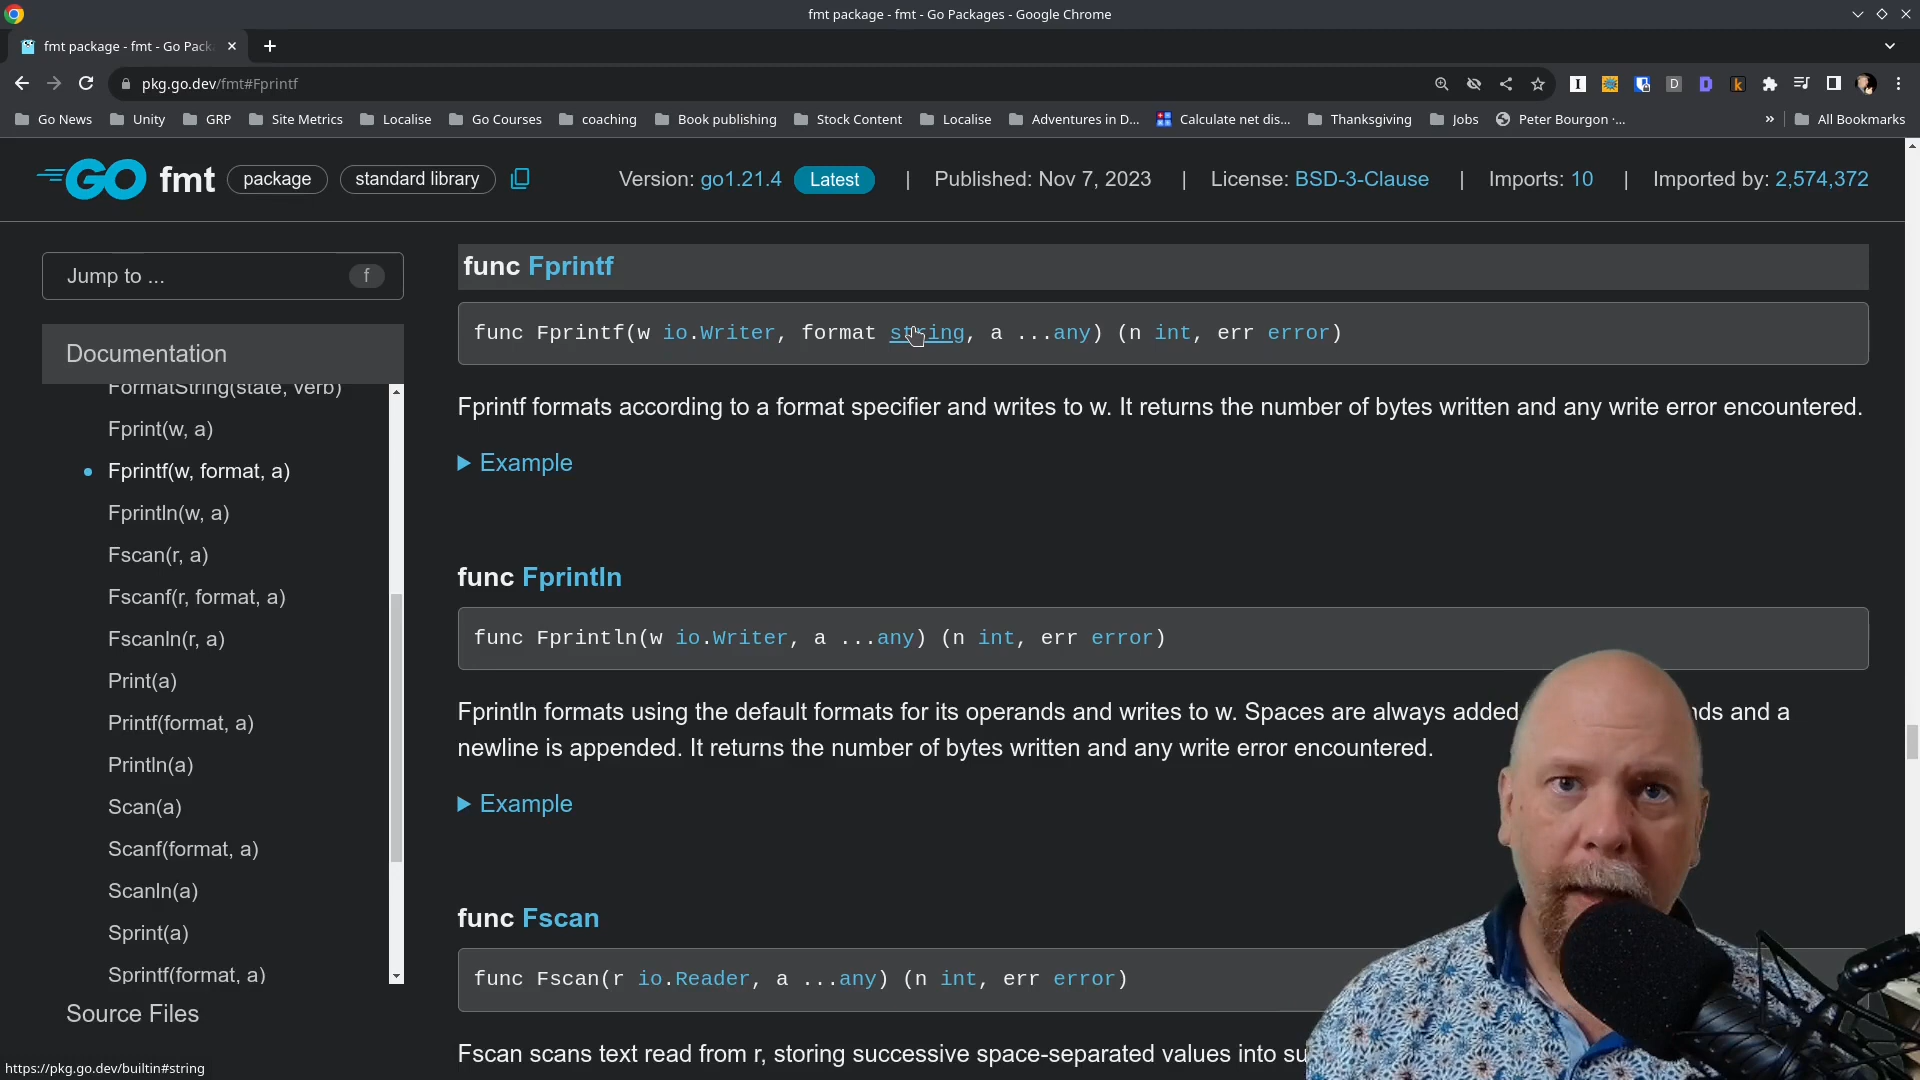 fmt package - fmt - Go Packages - Google Chrome
fmt package - fmt - Go Pack
pkg.go.dev/fmt#Fprintf
Go News Unity GRP Site Metrics Localise Go Courses coaching Book publishing Stock Content Localise Adventures in D... Calculate net dis... Thanksgiving Jobs Peter Bourgon ·... » All Bookmarks
GO fmt package standard library Version: go1.21.4 Latest | Published: Nov 7, 2023 | License: BSD-3-Clause | Imports: 10 | Imported by: 2,574,372
Jump to ... f
Documentation
FormatString(state, verb)
Fprint(w, a)
Fprintf(w, format, a)
Fprintln(w, a)
Fscan(r, a)
Fscanf(r, format, a)
Fscanln(r, a)
Print(a)
Printf(format, a)
Println(a)
Scan(a)
Scanf(format, a)
Scanln(a)
Sprint(a)
Sprintf(format, a)
Source Files
func Fprintf
func Fprintf(w io.Writer, format string, a ...any) (n int, err error)
Fprintf formats according to a format specifier and writes to w. It returns the number of bytes written and any write error encountered.
Example
func Fprintln
func Fprintln(w io.Writer, a ...any) (n int, err error)
Fprintln formats using the default formats for its operands and writes to w. Spaces are always added nds and a
newline is appended. It returns the number of bytes written and any write error encountered.
Example
func Fscan
func Fscan(r io.Reader, a ...any) (n int, err error)
Fscan scans text read from r, storing successive space-separated values into su
https://pkg.go.dev/builtin#string